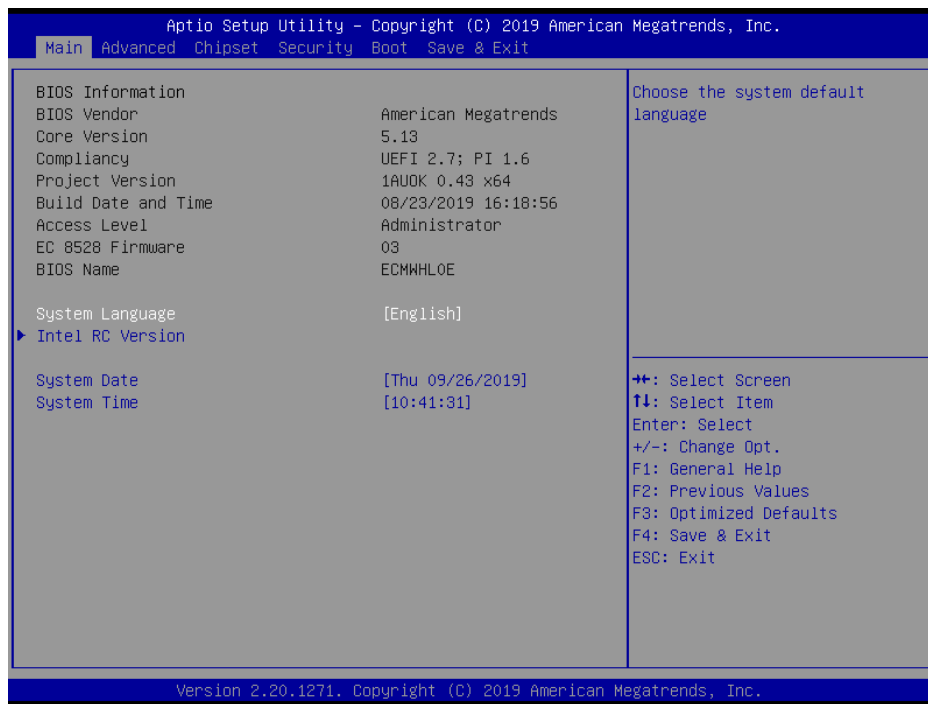 Aptio Setup Utility – Copyright (C) 2019 American Megatrends, Inc.
Main Advanced Chipset Security Boot Save & Exit
BIOS Information
BIOS Vendor American Megatrends
Core Version 5.13
Compliancy UEFI 2.7; PI 1.6
Project Version 1AUOK 0.43 x64
Build Date and Time 08/23/2019 16:18:56
Access Level Administrator
EC 8528 Firmware 03
BIOS Name ECMWHL0E
System Language [English]
Intel RC Version
System Date [Thu 09/26/2019]
System Time [10:41:31]
Choose the system default
language
→←: Select Screen
↑↓: Select Item
Enter: Select
+/-: Change Opt.
F1: General Help
F2: Previous Values
F3: Optimized Defaults
F4: Save & Exit
ESC: Exit
Version 2.20.1271. Copyright (C) 2019 American Megatrends, Inc.